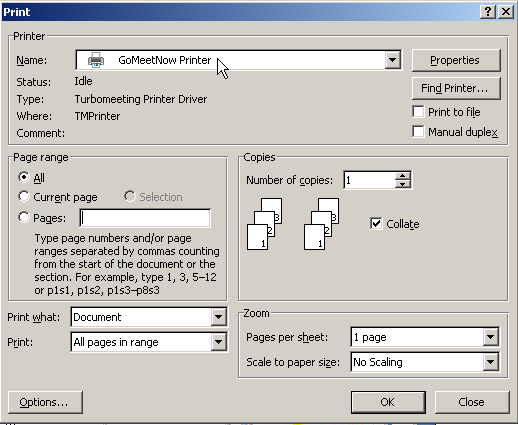 Print
Printer
Name: GoMeetNow Printer
Properties
Status: Idle
Find Printer...
Type: Turbomeeting Printer Driver
Where: TMPrinter
Print to file
Comment:
Manual duplex
Page range
All
Current page
Selection
Pages:
Type page numbers and/or page
ranges separated by commas counting
from the start of the document or the
section. For example, type 1, 3, 5–12
or p1s1, p1s2, p1s3–p8s3
Copies
Number of copies: 1
3
2
1
3
2
1
Collate
Print what: Document
Print: All pages in range
Zoom
Pages per sheet: 1 page
Scale to paper size: No Scaling
Options...
OK
Close